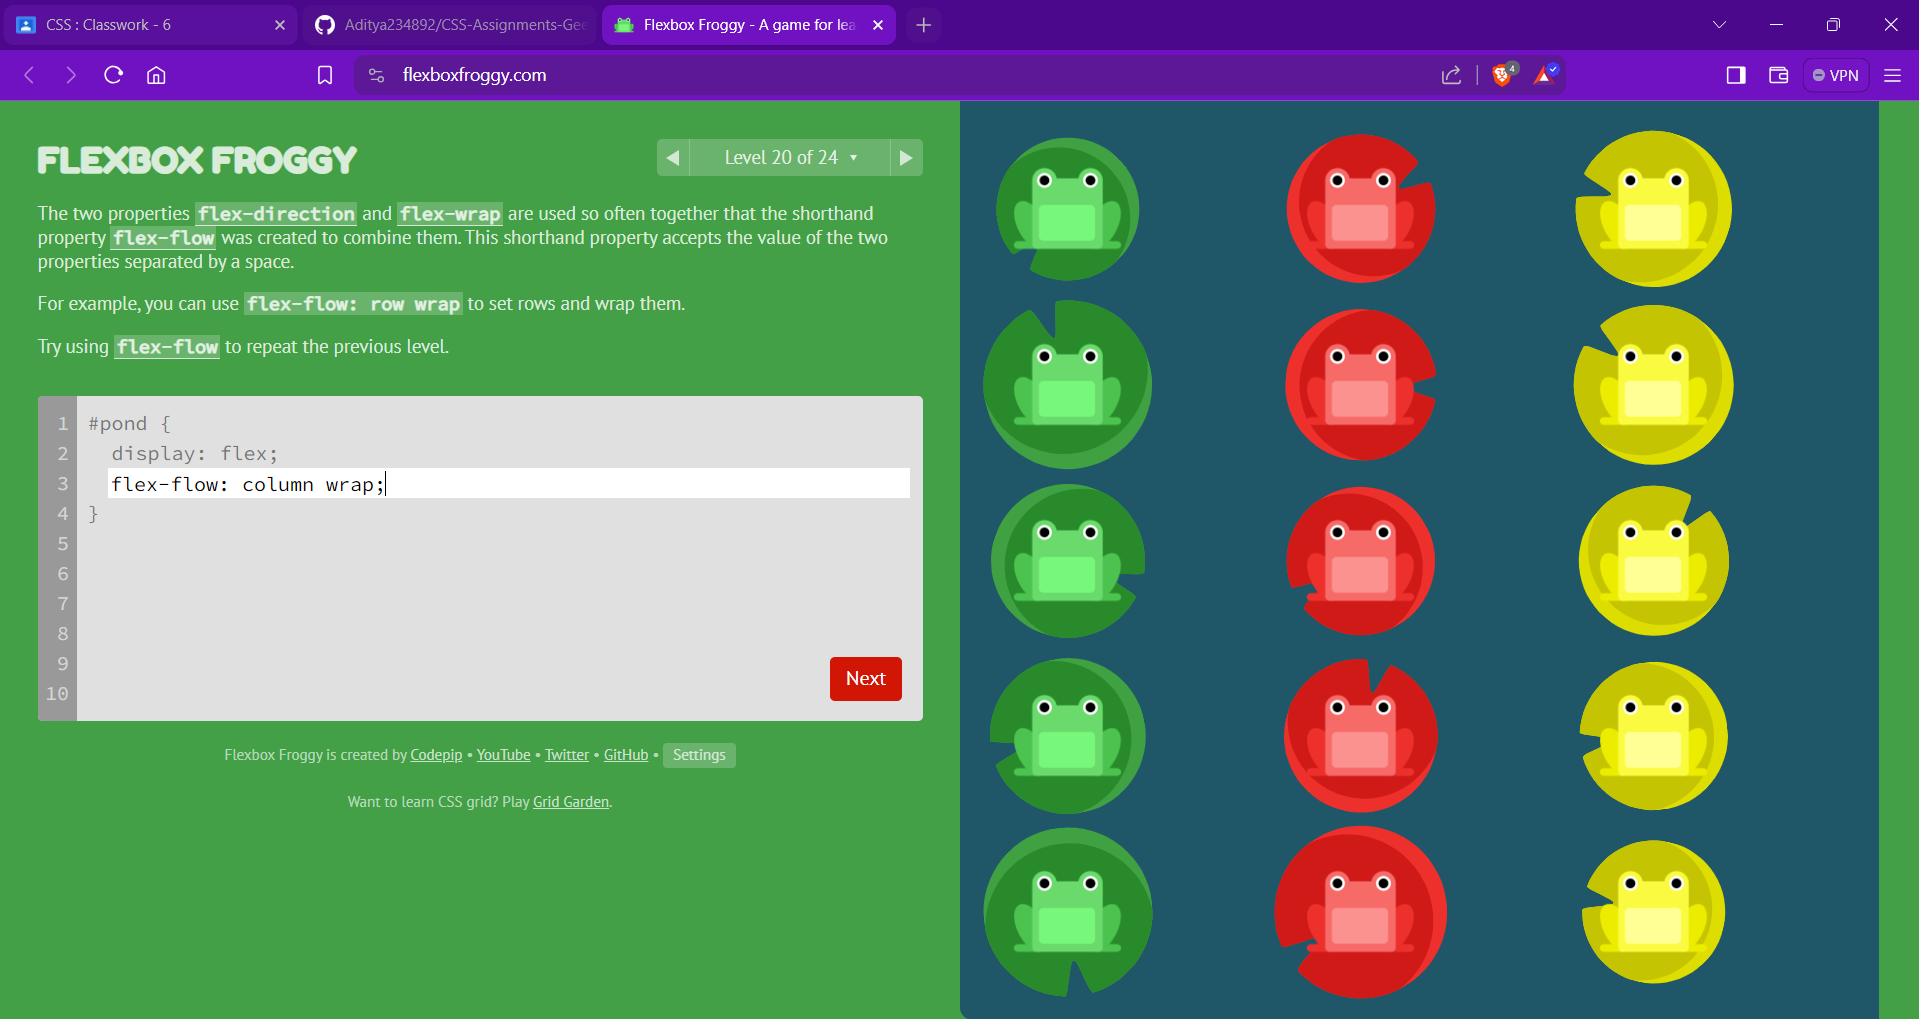 CSS : Classwork - 6
Aditya234892/CSS-Assignments-Gee
Flexbox Froggy - A game for lea
flexboxfroggy.com
4
VPN
FLEXBOX FROGGY
Level 20 of 24
The two properties flex-direction and flex-wrap are used so often together that the shorthand
property flex-flow was created to combine them. This shorthand property accepts the value of the two
properties separated by a space.
For example, you can use flex-flow: row wrap to set rows and wrap them.
Try using flex-flow to repeat the previous level.
1 #pond {
2 display: flex;
3 flex-flow: column wrap;
4 }
5
6
7
8
9
10
Next
Flexbox Froggy is created by Codepip • YouTube • Twitter • GitHub • Settings
Want to learn CSS grid? Play Grid Garden.